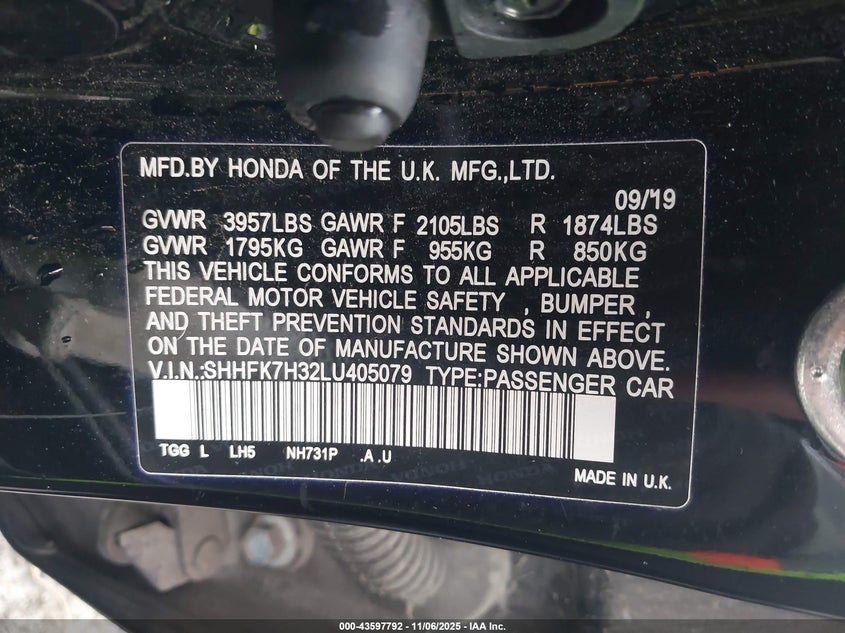 MFD.BY HONDA OF THE U.K. MFG.,LTD.
09/19
GVWR 3957LBS GAWR F 2105LBS R 1874LBS
GVWR 1795KG GAWR F 955KG R 850KG
THIS VEHICLE CONFORMS TO ALL APPLICABLE
FEDERAL MOTOR VEHICLE SAFETY , BUMPER ,
AND THEFT PREVENTION STANDARDS IN EFFECT
ON THE DATE OF MANUFACTURE SHOWN ABOVE.
V.I.N.:SHHFK7H32LU405079 TYPE:PASSENGER CAR
TGG L LH5 NH731P .A .U
MADE IN U.K.
000-43597792 - 11/06/2025 - IAA Inc.